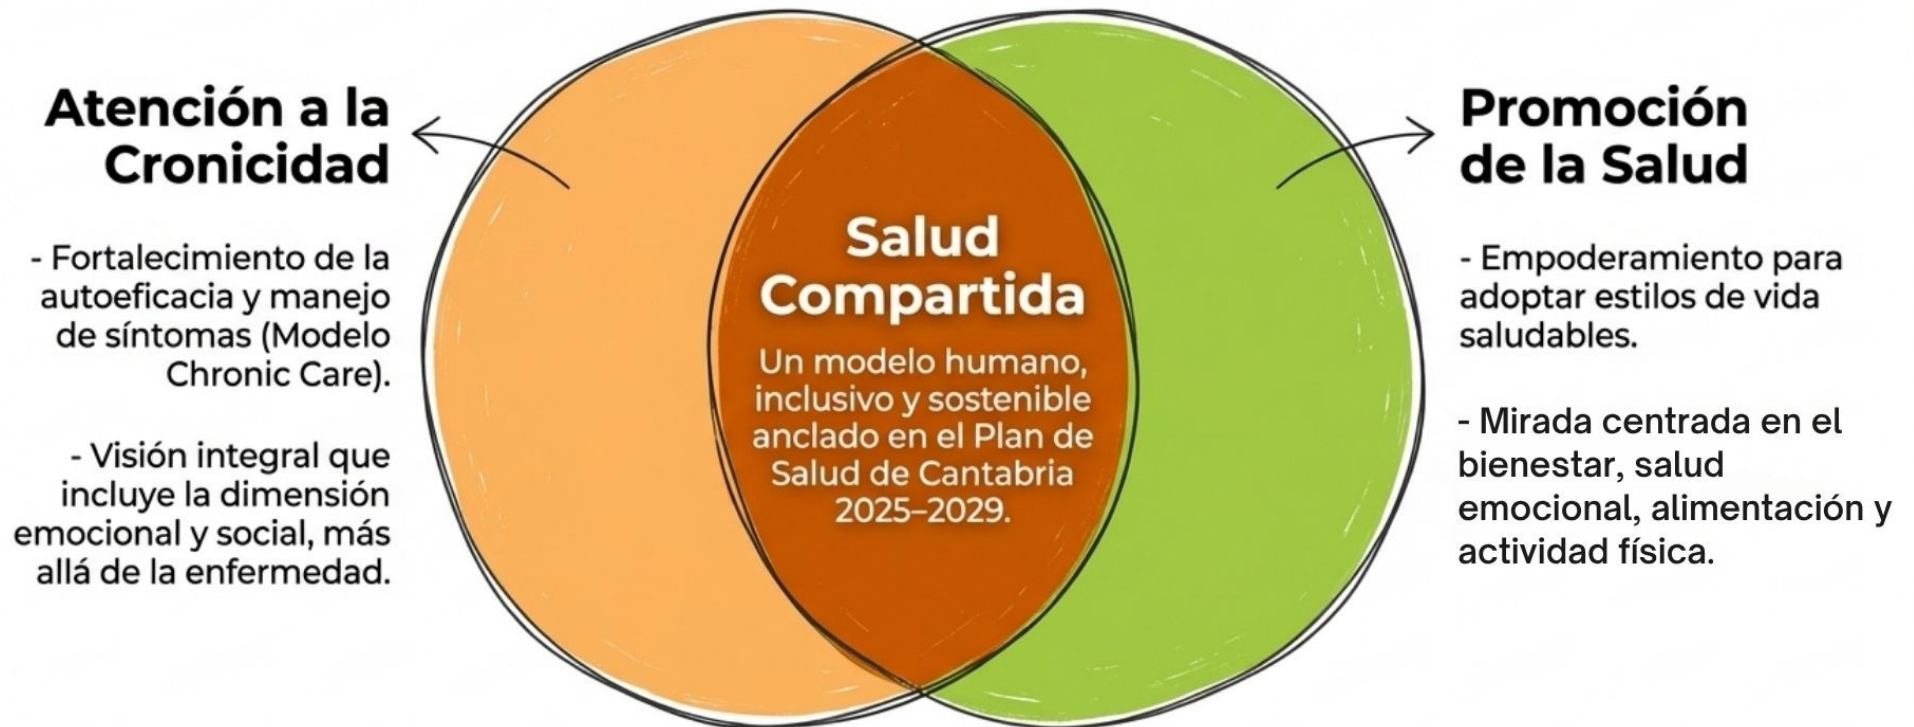 Atención a la
Cronicidad
- Fortalecimiento de la
autoeficacia y manejo
de síntomas (Modelo
Chronic Care).
- Visión integral que
incluye la dimensión
emocional y social, más
allá de la enfermedad.
Salud
Compartida
Un modelo humano,
inclusivo y sostenible
anclado en el Plan de
Salud de Cantabria
2025–2029.
Promoción
de la Salud
- Empoderamiento para
adoptar estilos de vida
saludables.
- Mirada centrada en el
bienestar, salud
emocional, alimentación y
actividad física.